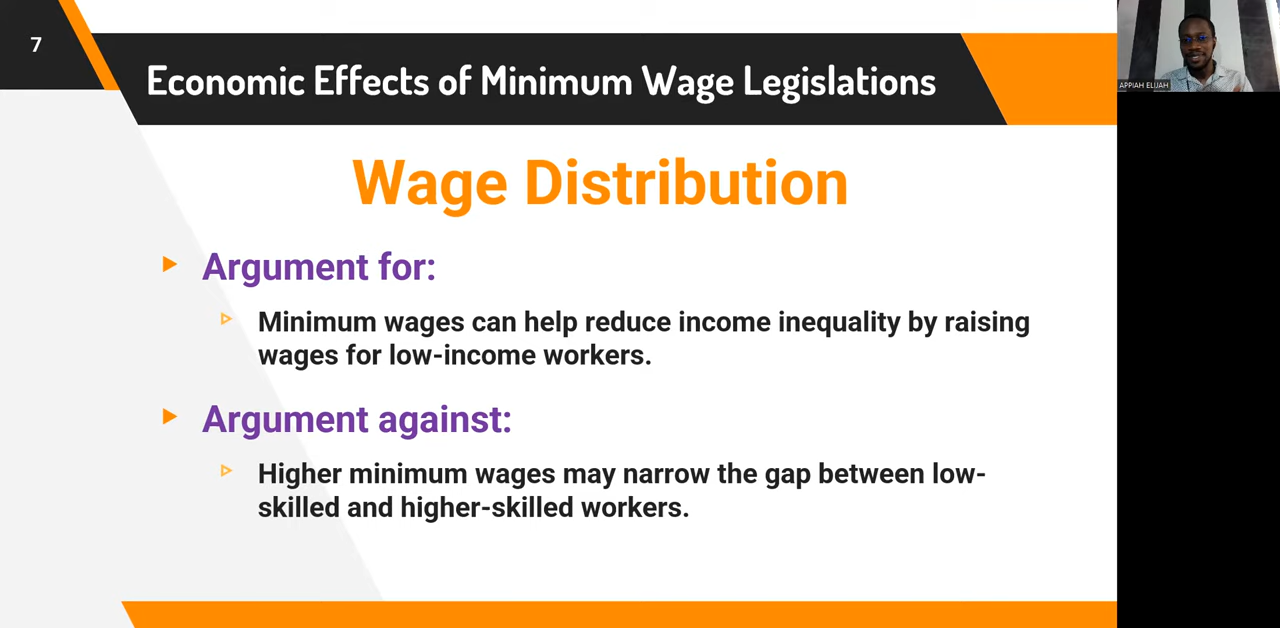 7
Economic Effects of Minimum Wage Legislations
APPIAH ELIJAH
Wage Distribution
Argument for:
Minimum wages can help reduce income inequality by raising
wages for low-income workers.
Argument against:
Higher minimum wages may narrow the gap between low-
skilled and higher-skilled workers.